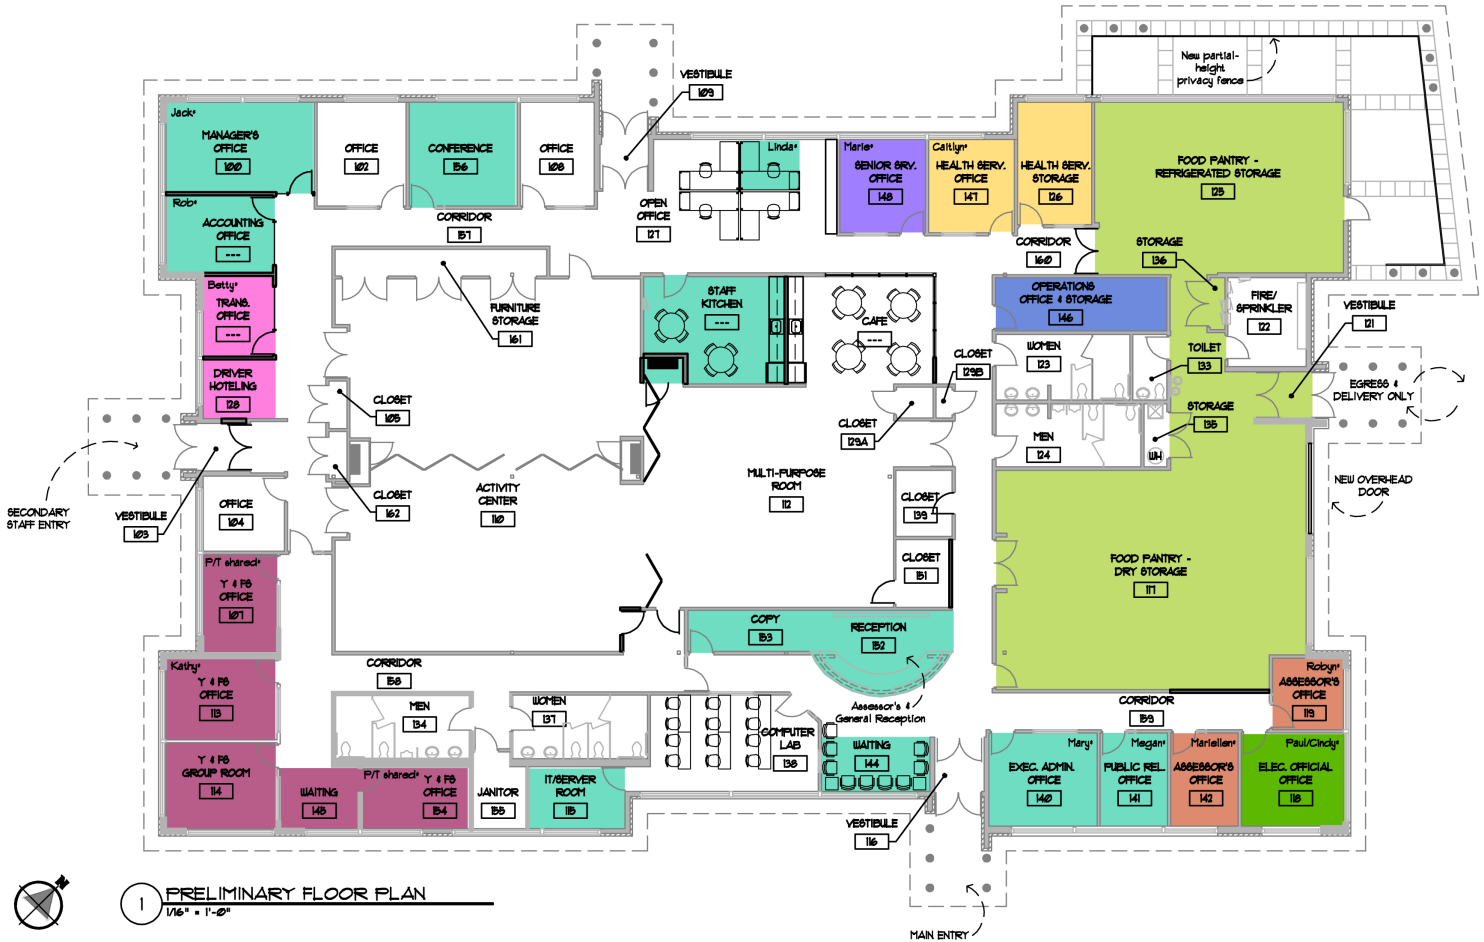 New partial-
height
privacy fence
VESTIBULE
109
Jack*
MANAGER'S
OFFICE
100
OFFICE
102
CONFERENCE
156
OFFICE
108
Linda*
Marie*
SENIOR SRV.
OFFICE
148
Caitlyn*
HEALTH SERV.
OFFICE
147
HEALTH SERV.
STORAGE
126
FOOD PANTRY -
REFRIGERATED STORAGE
125
Rob*
ACCOUNTING
OFFICE
---
CORRIDOR
157
OPEN
OFFICE
127
CORRIDOR
160
STORAGE
136
Betty*
TRANS.
OFFICE
---
FURNITURE
STORAGE
161
STAFF
KITCHEN
---
CAFE
---
OPERATIONS
OFFICE & STORAGE
146
FIRE/
SPRINKLER
122
VESTIBULE
121
DRIVER
HOTELING
128
CLOSET
105
CLOSET
129B
WOMEN
123
TOILET
133
EGRESS &
DELIVERY ONLY
CLOSET
129A
STORAGE
135
MEN
124
WH
SECONDARY
STAFF ENTRY
VESTIBULE
103
OFFICE
104
CLOSET
162
ACTIVITY
CENTER
110
MULTI-PURPOSE
ROOM
112
CLOSET
139
NEW OVERHEAD
DOOR
P/T shared*
Y & FS
OFFICE
107
CLOSET
151
FOOD PANTRY -
DRY STORAGE
117
COPY
153
RECEPTION
152
Kathy*
Y & FS
OFFICE
113
CORRIDOR
158
Assessor's &
General Reception
Robyn*
ASSESSOR'S
OFFICE
119
MEN
134
WOMEN
137
CORRIDOR
159
Y & FS
GROUP ROOM
114
WAITING
145
P/T shared*
Y & FS
OFFICE
154
JANITOR
155
IT/SERVER
ROOM
115
COMPUTER
LAB
138
WAITING
144
Mary*
EXEC. ADMIN.
OFFICE
140
Megan*
PUBLIC REL.
OFFICE
141
Mariellen*
ASSESSOR'S
OFFICE
142
Paul/Cindy*
ELEC. OFFICIAL
OFFICE
118
VESTIBULE
116
N
1
PRELIMINARY FLOOR PLAN
1/16" = 1'-0"
MAIN ENTRY